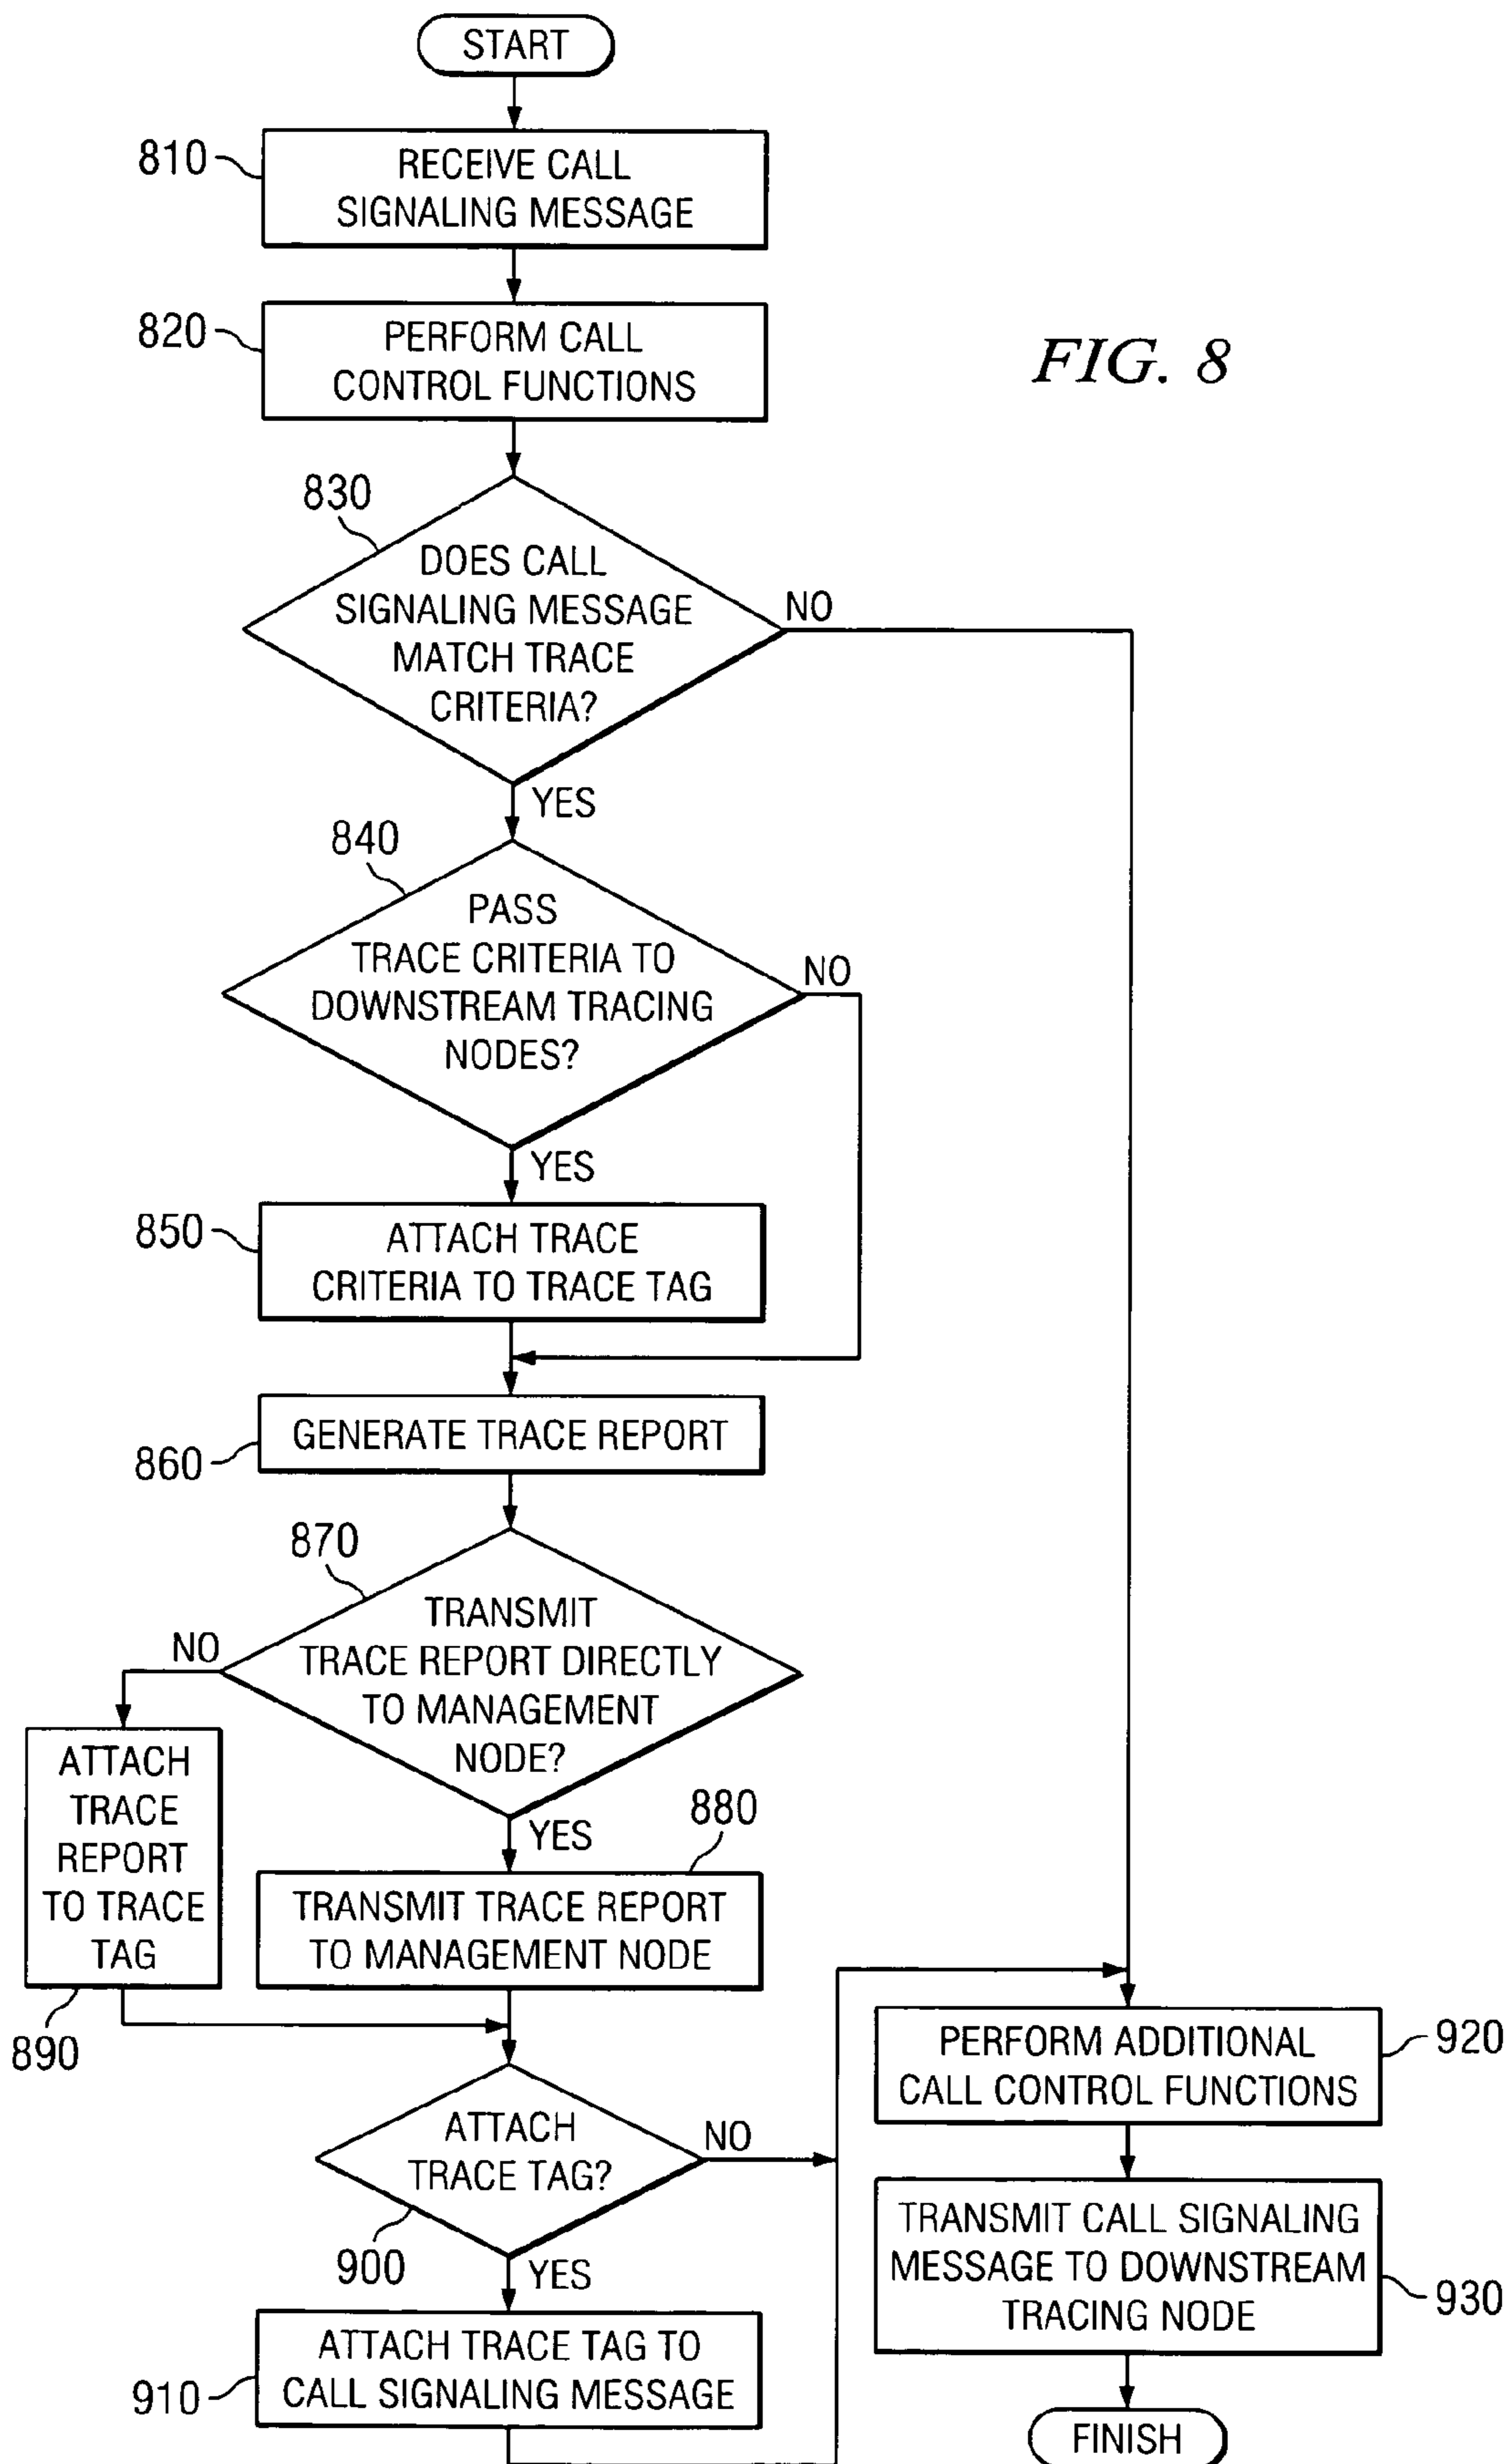 START
810
RECEIVE CALL
SIGNALING MESSAGE
820
PERFORM CALL
CONTROL FUNCTIONS
FIG. 8
830
DOES CALL
SIGNALING MESSAGE
MATCH TRACE
CRITERIA?
NO
YES
840
PASS
TRACE CRITERIA TO
DOWNSTREAM TRACING
NODES?
NO
YES
850
ATTACH TRACE
CRITERIA TO TRACE TAG
860
GENERATE TRACE REPORT
870
TRANSMIT
TRACE REPORT DIRECTLY
TO MANAGEMENT
NODE?
NO
YES
ATTACH
TRACE
REPORT
TO TRACE
TAG
890
880
TRANSMIT TRACE REPORT
TO MANAGEMENT NODE
ATTACH
TRACE TAG?
NO
900
YES
910
ATTACH TRACE TAG TO
CALL SIGNALING MESSAGE
PERFORM ADDITIONAL
CALL CONTROL FUNCTIONS
920
TRANSMIT CALL SIGNALING
MESSAGE TO DOWNSTREAM
TRACING NODE
930
FINISH